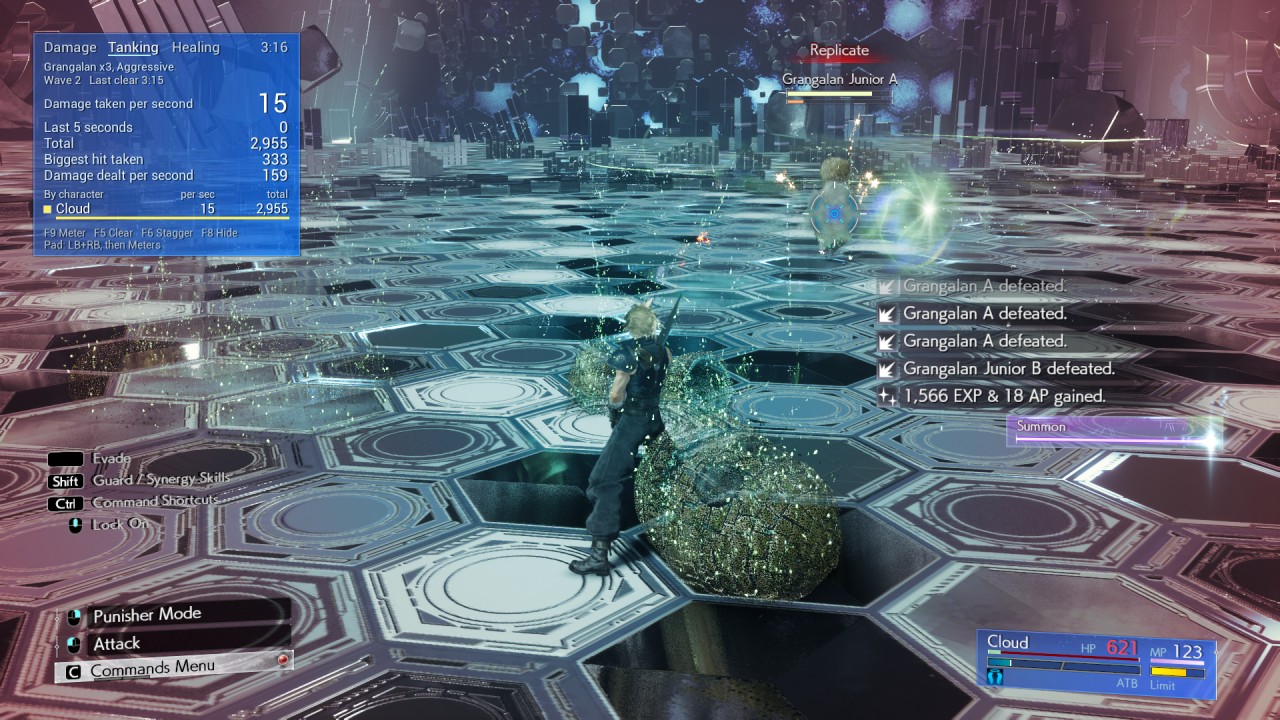 Damage Tanking Healing 3:16
Grangalan x3, Aggressive
Wave 2 Last clear 3:15
Damage taken per second 15
Last 5 seconds 0
Total 2,955
Biggest hit taken 333
Damage dealt per second 159
By character per sec total
Cloud 15 2,955
F9 Meter F5 Clear F6 Stagger F8 Hide
Pad: LB+RB, then Meters
Replicate
Grangalan Junior A
Grangalan A defeated.
Grangalan A defeated.
Grangalan A defeated.
Grangalan Junior B defeated.
1,566 EXP & 18 AP gained.
Summon
Evade
Shift Guard / Synergy Skills
Ctrl Command Shortcuts
Lock On
Punisher Mode
Attack
C Commands Menu
Cloud HP 621 MP 123
ATB Limit